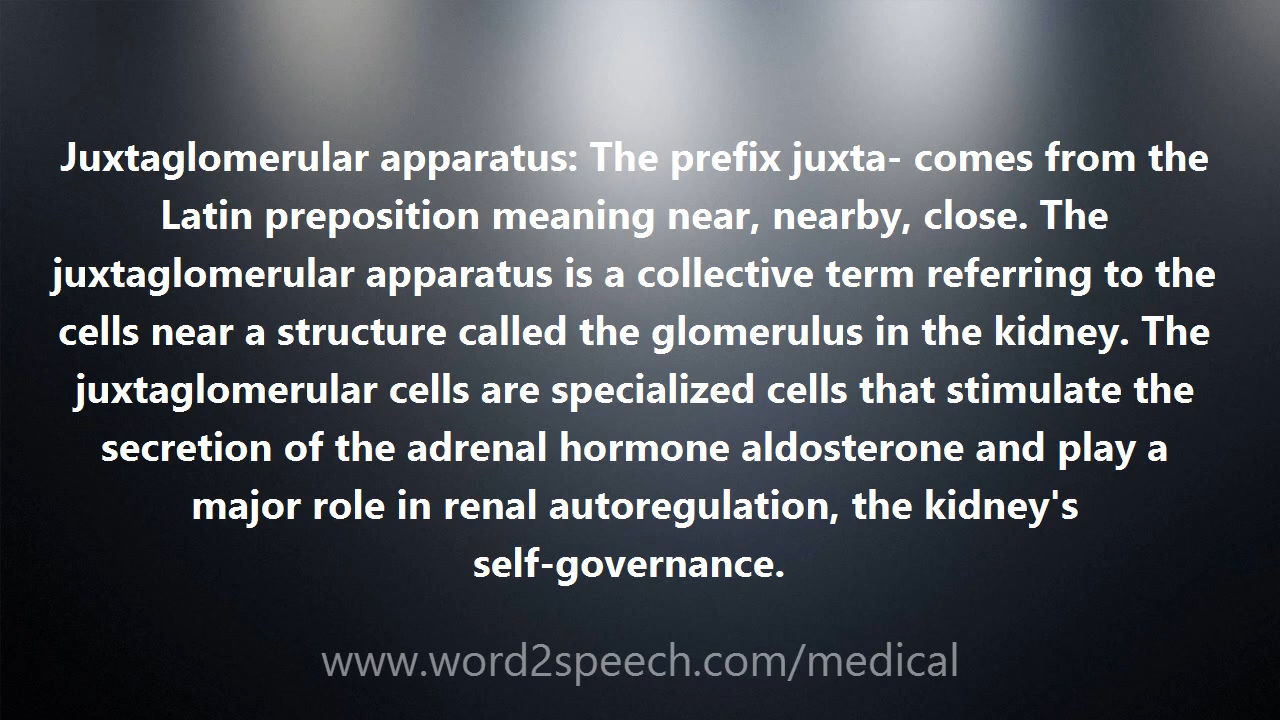 Juxtaglomerular apparatus: The prefix juxta- comes from the
Latin preposition meaning near, nearby, close. The
juxtaglomerular apparatus is a collective term referring to the
cells near a structure called the glomerulus in the kidney. The
juxtaglomerular cells are specialized cells that stimulate the
secretion of the adrenal hormone aldosterone and play a
major role in renal autoregulation, the kidney's
self-governance.
www.word2speech.com/medical